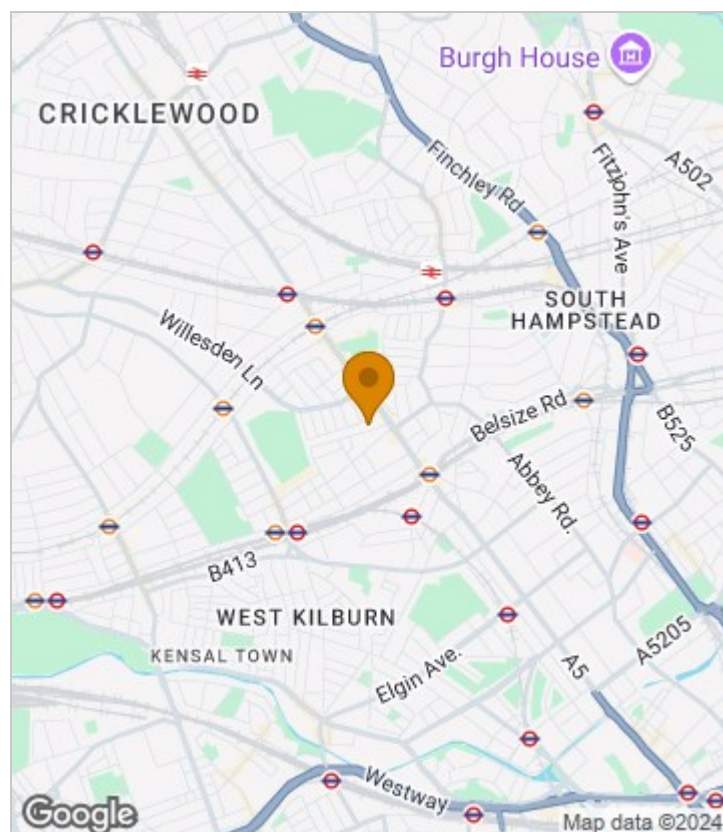 Burgh House
CRICKLEWOOD
A502
Finchley Rd
Fitzjohn's Ave
SOUTH
HAMPSTEAD
Willesden Ln
Belsize Rd
B525
Abbey Rd.
B413
WEST KILBURN
KENSAL TOWN
Elgin Ave.
A5
A5205
Westway
Google
Map data ©2024